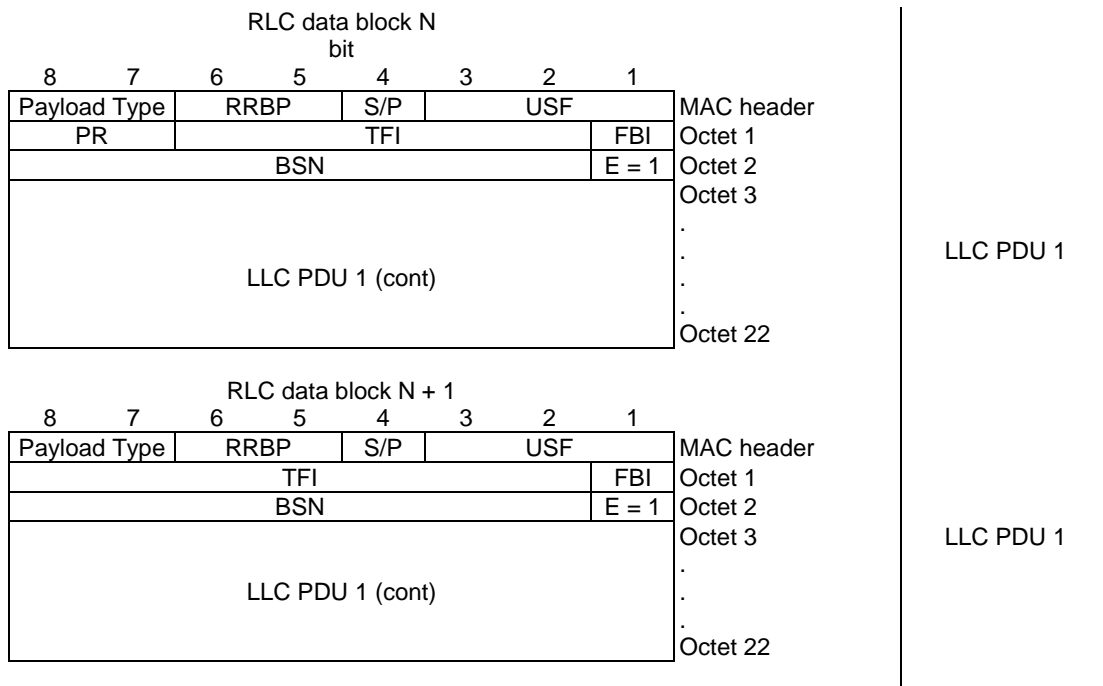 RLC data block N
bit
8 7 6 5 4 3 2 1
Payload Type RRBP S/P USF MAC header
PR TFI FBI Octet 1
BSN E = 1 Octet 2
Octet 3
.
.
LLC PDU 1
LLC PDU 1 (cont)
.
.
Octet 22
RLC data block N + 1
8 7 6 5 4 3 2 1
Payload Type RRBP S/P USF MAC header
TFI FBI Octet 1
BSN E = 1 Octet 2
Octet 3 LLC PDU 1
.
LLC PDU 1 (cont) .
.
Octet 22